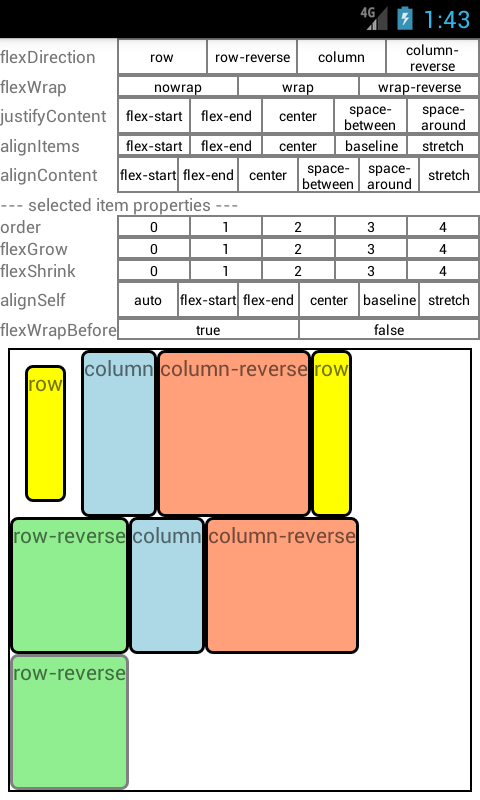 4G 1:43
flexDirection row row-reverse column column-
reverse
flexWrap nowrap wrap wrap-reverse
justifyContent flex-start flex-end center space-
between space-
around
alignItems flex-start flex-end center baseline stretch
alignContent flex-start flex-end center space-
between space-
around stretch
--- selected item properties ---
order 0 1 2 3 4
flexGrow 0 1 2 3 4
flexShrink 0 1 2 3 4
alignSelf auto flex-start flex-end center baseline stretch
flexWrapBefore true false
row column column-reverse row
row-reverse column column-reverse
row-reverse